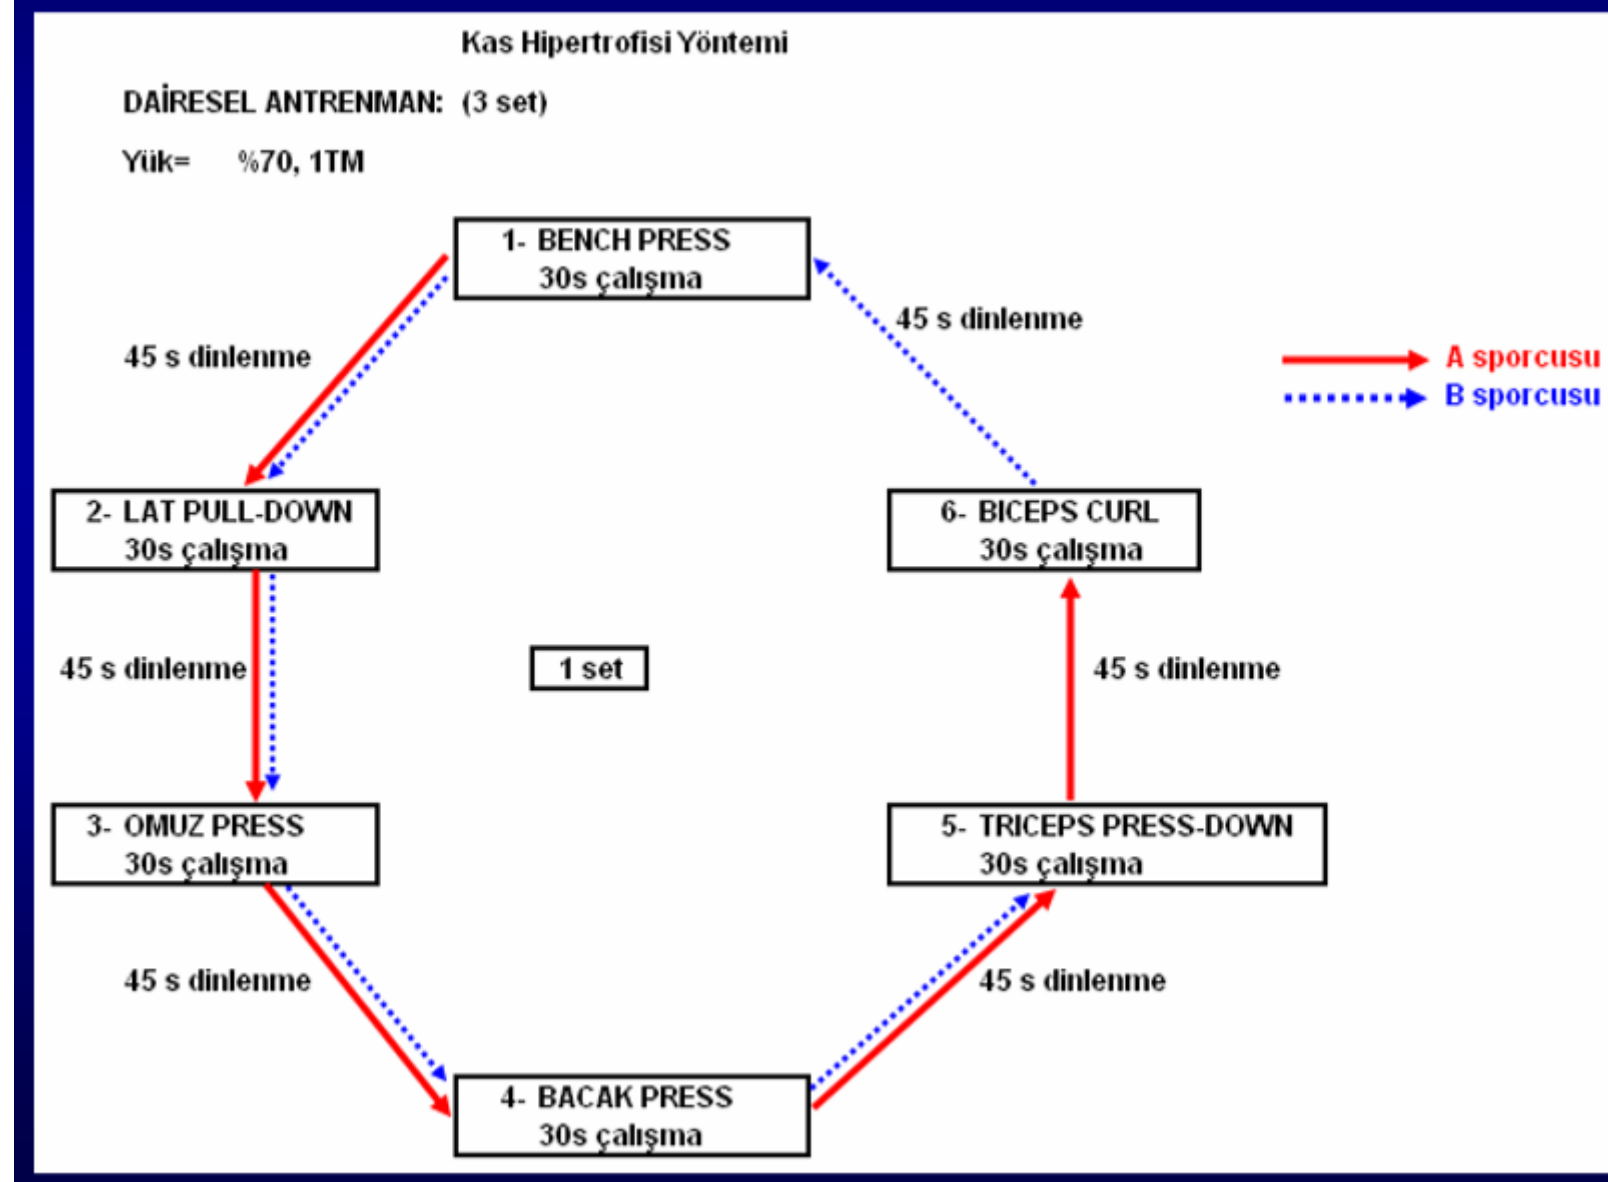 Kas Hipertrofisi Yöntemi
DAİRESEL ANTRENMAN: (3 set)
Yük= %70, 1TM
1- BENCH PRESS
30s çalışma
45 s dinlenme
45 s dinlenme
A sporcusu
B sporcusu
2- LAT PULL-DOWN
30s çalışma
6- BICEPS CURL
30s çalışma
45 s dinlenme
1 set
45 s dinlenme
3- OMUZ PRESS
30s çalışma
5- TRICEPS PRESS-DOWN
30s çalışma
45 s dinlenme
45 s dinlenme
4- BACAK PRESS
30s çalışma